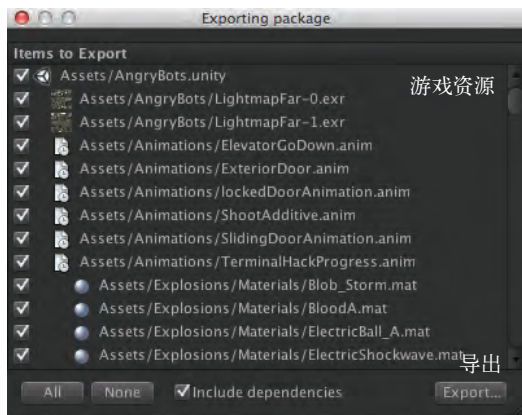 Exporting package
Items to Export
Assets/AngryBots.unity
游戏资源
Assets/AngryBots/LightmapFar-0.exr
Assets/AngryBots/LightmapFar-1.exr
Assets/Animations/ElevatorGoDown.anim
Assets/Animations/ExteriorDoor.anim
Assets/Animations/lockedDoorAnimation.anim
Assets/Animations/ShootAdditive.anim
Assets/Animations/SlidingDoorAnimation.anim
Assets/Animations/TerminalHackProgress.anim
Assets/Explosions/Materials/Blob_Storm.mat
Assets/Explosions/Materials/BloodA.mat
Assets/Explosions/Materials/ElectricBall_A.mat
Assets/Explosions/Materials/ElectricShockwave.mat
导出
All None Include dependencies Export...